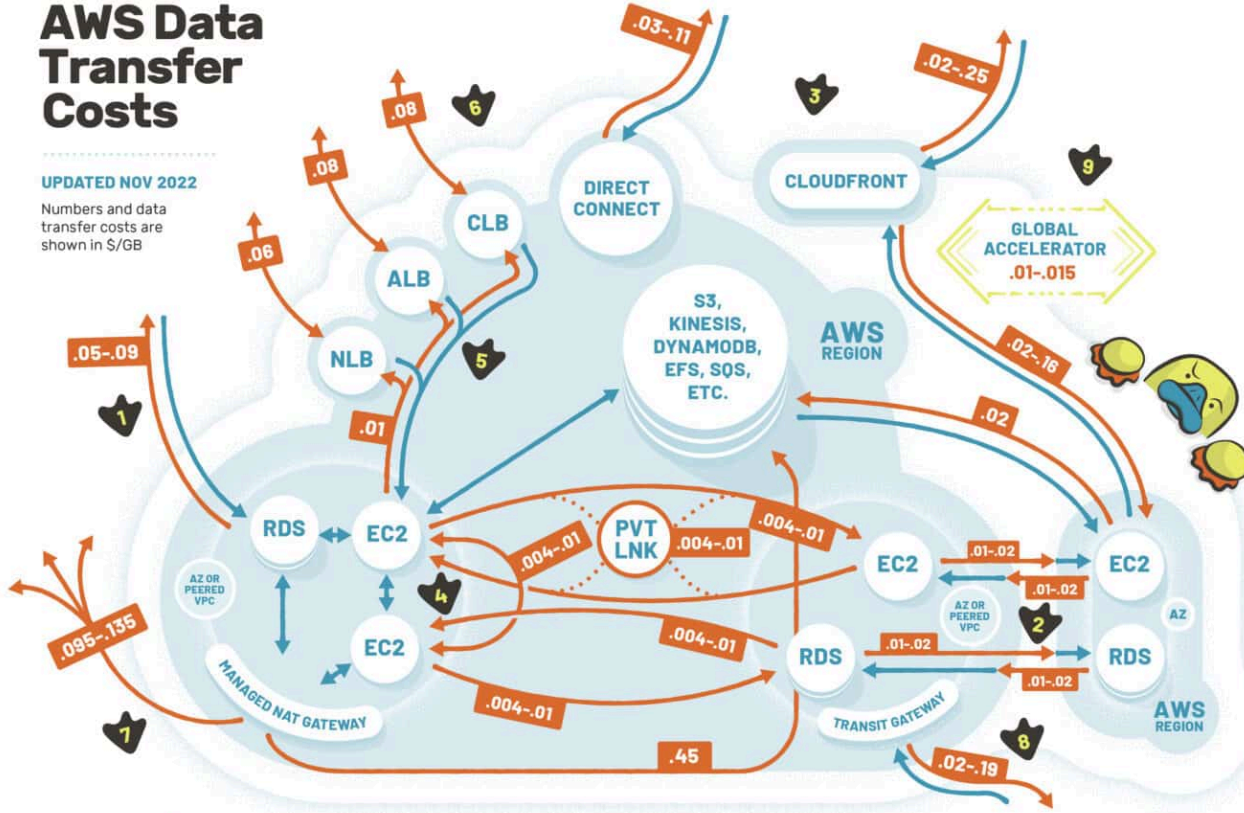 AWS Data
Transfer
Costs
UPDATED NOV 2022
Numbers and data
transfer costs are
shown in $/GB
.03-.11
.02-.25
6
3
9
.08
.08
.06
DIRECT
CONNECT
CLOUDFRONT
CLB
ALB
NLB
GLOBAL
ACCELERATOR
.01-.015
S3,
KINESIS,
DYNAMODB,
EFS, SQS,
ETC.
AWS
REGION
.05-.09
5
.02-.16
1
.01
.02
RDS
EC2
.004-.01
PVT
LNK
.004-.01
.004-.01
EC2
.01-.02
EC2
.01-.02
AZ OR
PEERED
VPC
4
AZ OR
PEERED
VPC
2
AZ
.095-.135
EC2
.004-.01
RDS
.01-.02
RDS
.01-.02
MANAGED NAT GATEWAY
.004-.01
TRANSIT GATEWAY
AWS
REGION
7
8
.45
.02-.19